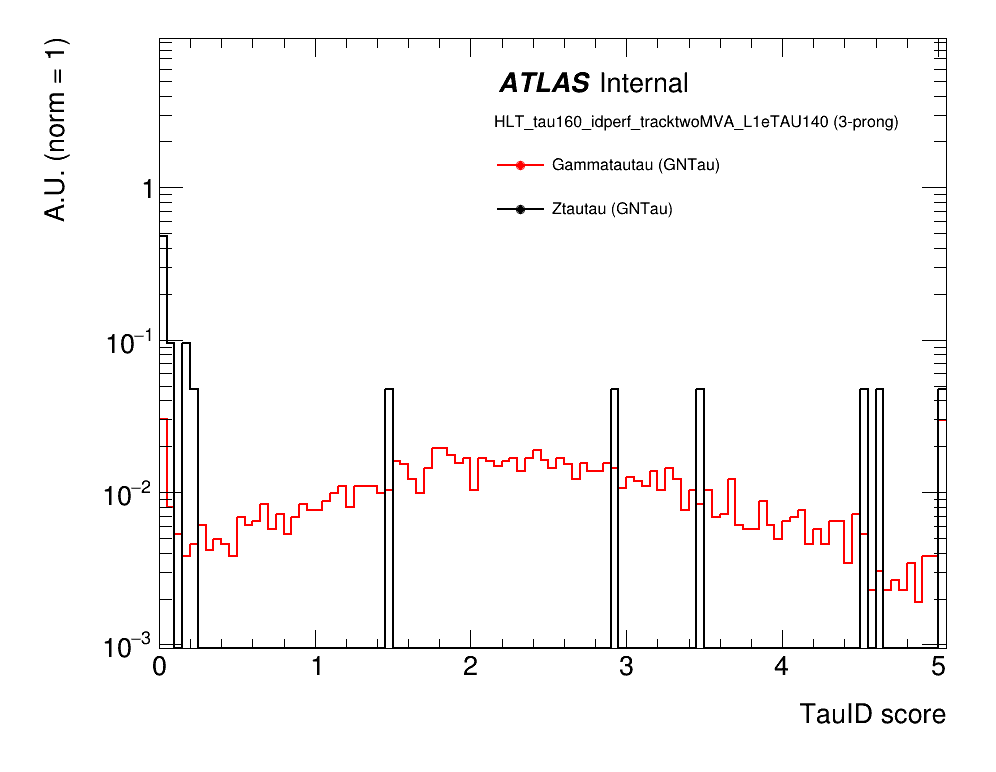 A.U. (norm = 1)
ATLAS Internal
HLT_tau160_idperf_tracktwoMVA_L1eTAU140 (3-prong)
Gammatautau (GNTau)
Ztautau (GNTau)
1
10⁻¹
10⁻²
10⁻³
0 1 2 3 4 5
TauID score